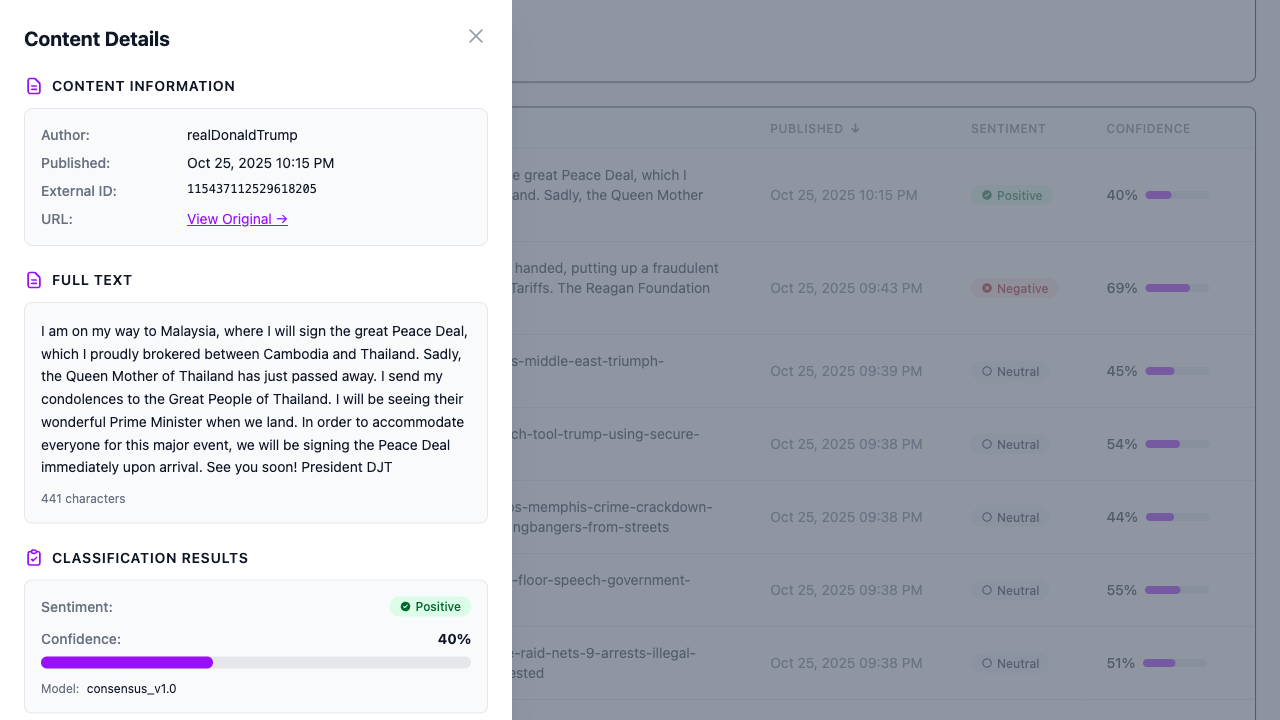 Content Details
CONTENT INFORMATION
Author: realDonaldTrump
Published: Oct 25, 2025 10:15 PM
External ID: 115437112529618205
URL: View Original →
FULL TEXT
I am on my way to Malaysia, where I will sign the great Peace Deal,
which I proudly brokered between Cambodia and Thailand. Sadly,
the Queen Mother of Thailand has just passed away. I send my
condolences to the Great People of Thailand. I will be seeing their
wonderful Prime Minister when we land. In order to accommodate
everyone for this major event, we will be signing the Peace Deal
immediately upon arrival. See you soon! President DJT
441 characters
CLASSIFICATION RESULTS
Sentiment: Positive
Confidence: 40%
Model: consensus_v1.0
PUBLISHED ↓ SENTIMENT CONFIDENCE
e great Peace Deal, which I
and. Sadly, the Queen Mother
Oct 25, 2025 10:15 PM Positive 40%
handed, putting up a fraudulent
Tariffs. The Reagan Foundation
Oct 25, 2025 09:43 PM Negative 69%
s-middle-east-triumph-
Oct 25, 2025 09:39 PM Neutral 45%
ch-tool-trump-using-secure-
Oct 25, 2025 09:38 PM Neutral 54%
os-memphis-crime-crackdown-
ngbangers-from-streets
Oct 25, 2025 09:38 PM Neutral 44%
-floor-speech-government-
Oct 25, 2025 09:38 PM Neutral 55%
e-raid-nets-9-arrests-illegal-
ested
Oct 25, 2025 09:38 PM Neutral 51%